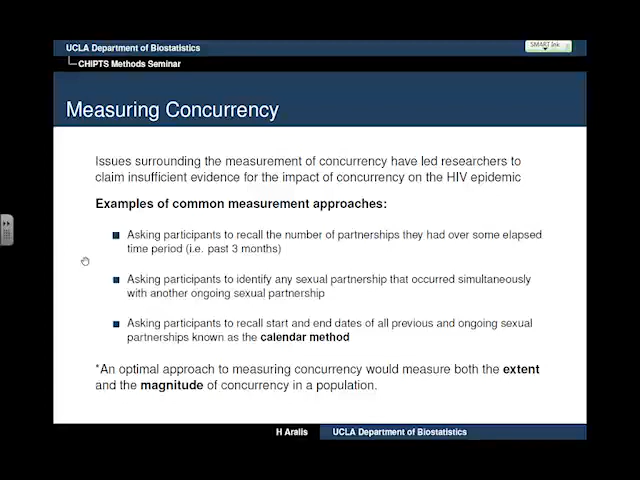 UCLA Department of Biostatistics
SMART Ink
CHIPTS Methods Seminar
Measuring Concurrency
Issues surrounding the measurement of concurrency have led researchers to
claim insufficient evidence for the impact of concurrency on the HIV epidemic
Examples of common measurement approaches:
Asking participants to recall the number of partnerships they had over some elapsed
time period (i.e. past 3 months)
Asking participants to identify any sexual partnership that occurred simultaneously
with another ongoing sexual partnership
Asking participants to recall start and end dates of all previous and ongoing sexual
partnerships known as the calendar method
*An optimal approach to measuring concurrency would measure both the extent
and the magnitude of concurrency in a population.
H Aralis UCLA Department of Biostatistics